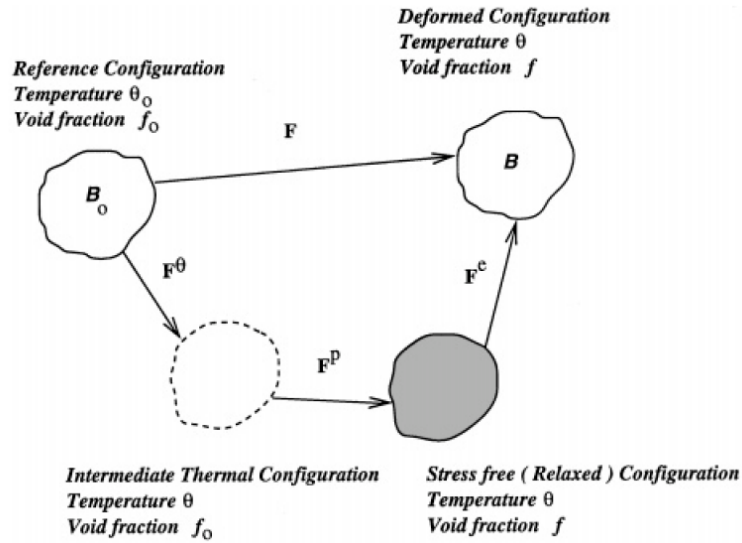 Deformed Configuration
Temperature θ
Void fraction f
Reference Configuration
Temperature θo
Void fraction fo
F
Bo
B
Fθ
Fe
Fp
Intermediate Thermal Configuration
Temperature θ
Void fraction fo
Stress free ( Relaxed ) Configuration
Temperature θ
Void fraction f